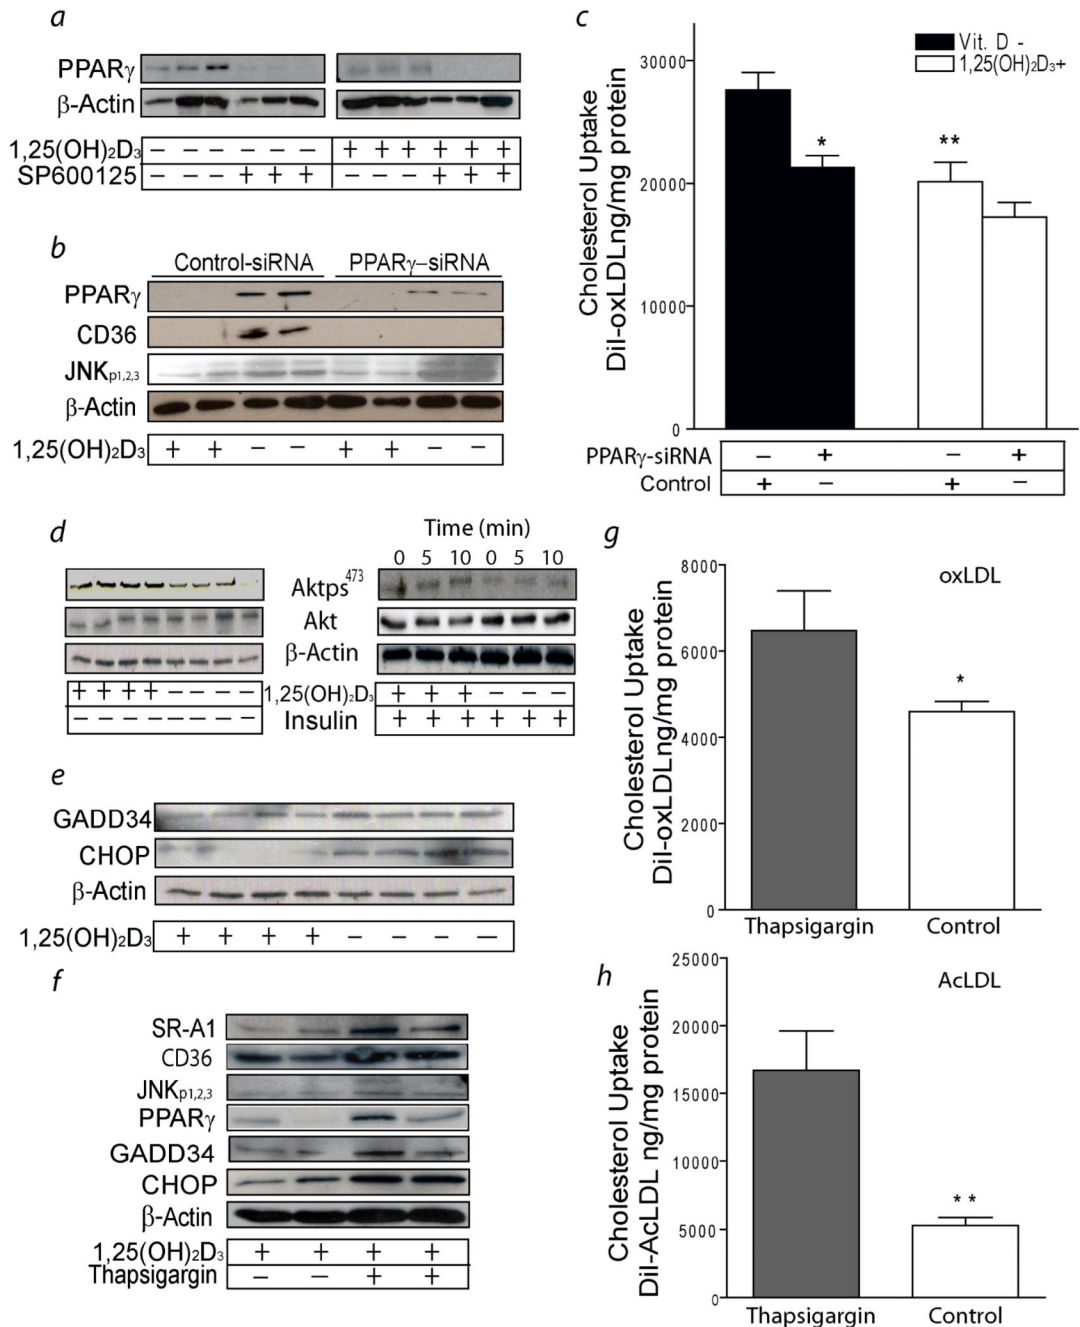 a
PPARγ
β-Actin
1,25(OH)₂D₃ + + + + + +
SP600125 – – – + + + – – – + + +
b
Control-siRNA PPARγ–siRNA
PPARγ
CD36
JNKp1,2,3
β-Actin
1,25(OH)₂D₃ + + – – + + – –
c
Vit. D -
1,25(OH)₂D₃+
Cholesterol Uptake
DiI-oxLDLng/mg protein
30000
20000
10000
0
*
**
PPARγ-siRNA – + – +
Control + – + –
d
Time (min)
0 5 10 0 5 10
Aktps⁴⁷³
Akt
β-Actin
+ + + + – – – – 1,25(OH)₂D₃ + + + – – –
– – – – – – – – Insulin + + + + + +
e
GADD34
CHOP
β-Actin
1,25(OH)₂D₃ + + + + – – – –
f
SR-A1
CD36
JNKp1,2,3
PPARγ
GADD34
CHOP
β-Actin
1,25(OH)₂D₃ + + + +
Thapsigargin – – + +
g
oxLDL
Cholesterol Uptake
DiI-oxLDLng/mg protein
8000
6000
4000
2000
0
*
Thapsigargin Control
h
AcLDL
Cholesterol Uptake
DiI-AcLDL ng/mg protein
25000
20000
15000
10000
5000
0
* *
Thapsigargin Control